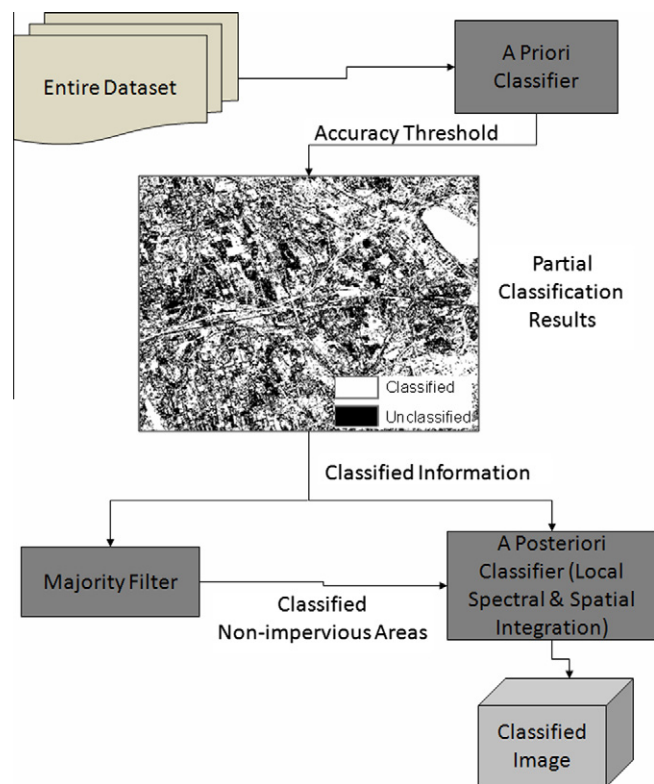 Entire Dataset
A Priori
Classifier
Accuracy Threshold
Partial
Classification
Results
Classified
Unclassified
Classified Information
Majority Filter
Classified
Non-impervious Areas
A Posteriori
Classifier (Local
Spectral & Spatial
Integration)
Classified
Image